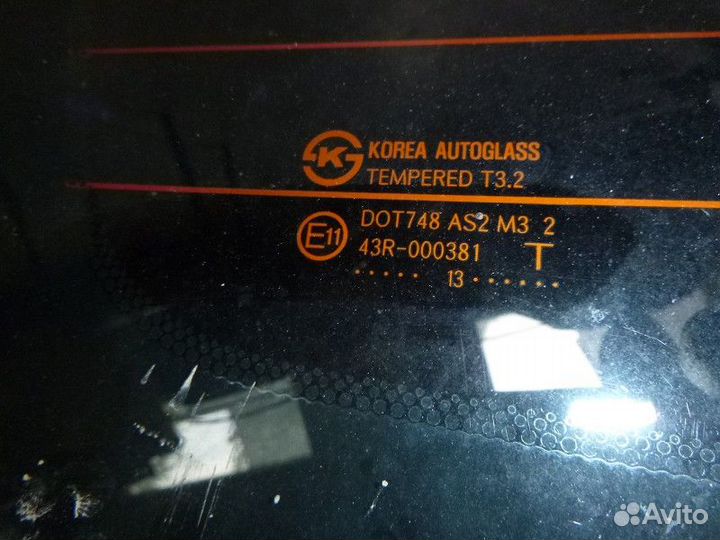 K KOREA AUTOGLASS
TEMPERED T3.2
E11 DOT748 AS2 M3 2
43R-000381 T
..... 13 ......
Avito